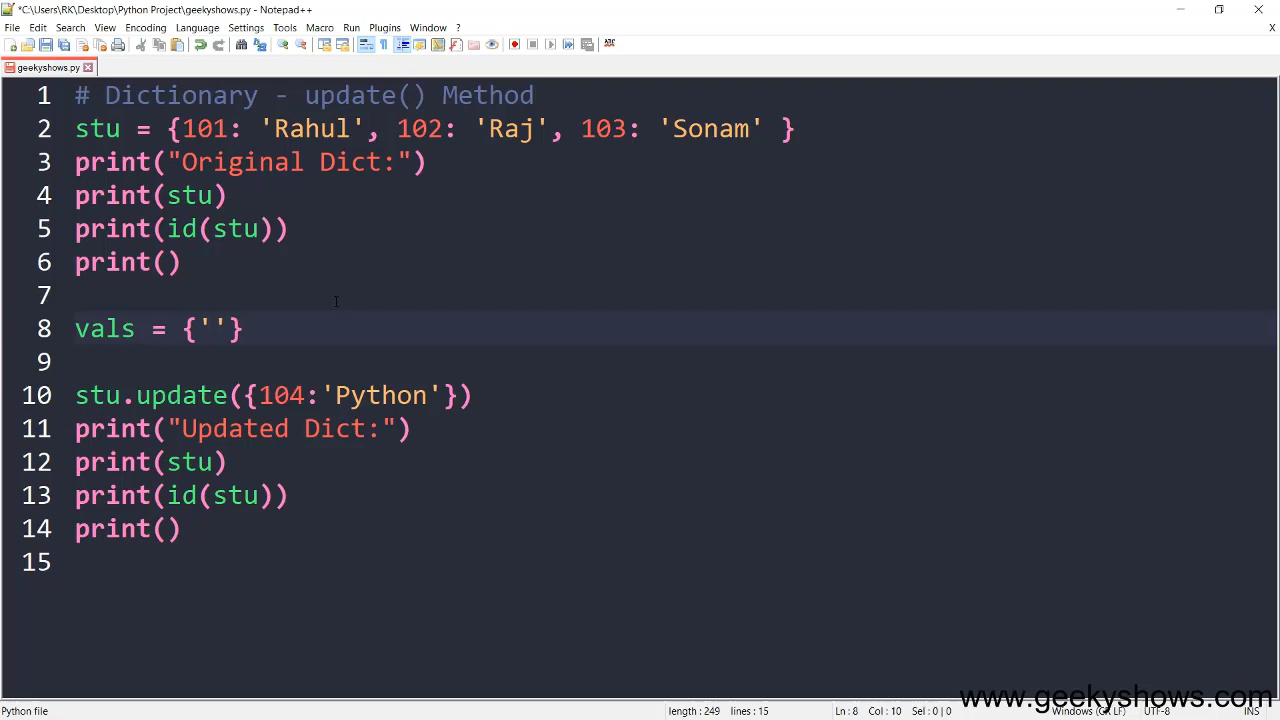 *C:\Users\RK\Desktop\Python Project\geekyshows.py - Notepad++
File Edit Search View Encoding Language Settings Tools Macro Run Plugins Window ? X
geekyshows.py
1 # Dictionary - update() Method
2 stu = {101: 'Rahul', 102: 'Raj', 103: 'Sonam' }
3 print("Original Dict:")
4 print(stu)
5 print(id(stu))
6 print()
7
8 vals = {''}
9
10 stu.update({104:'Python'})
11 print("Updated Dict:")
12 print(stu)
13 print(id(stu))
14 print()
15
www.geekyshows.com
Python file length : 249 lines : 15 Ln : 8 Col : 10 Sel : 0 | 0 Windows (CR LF) UTF-8 INS